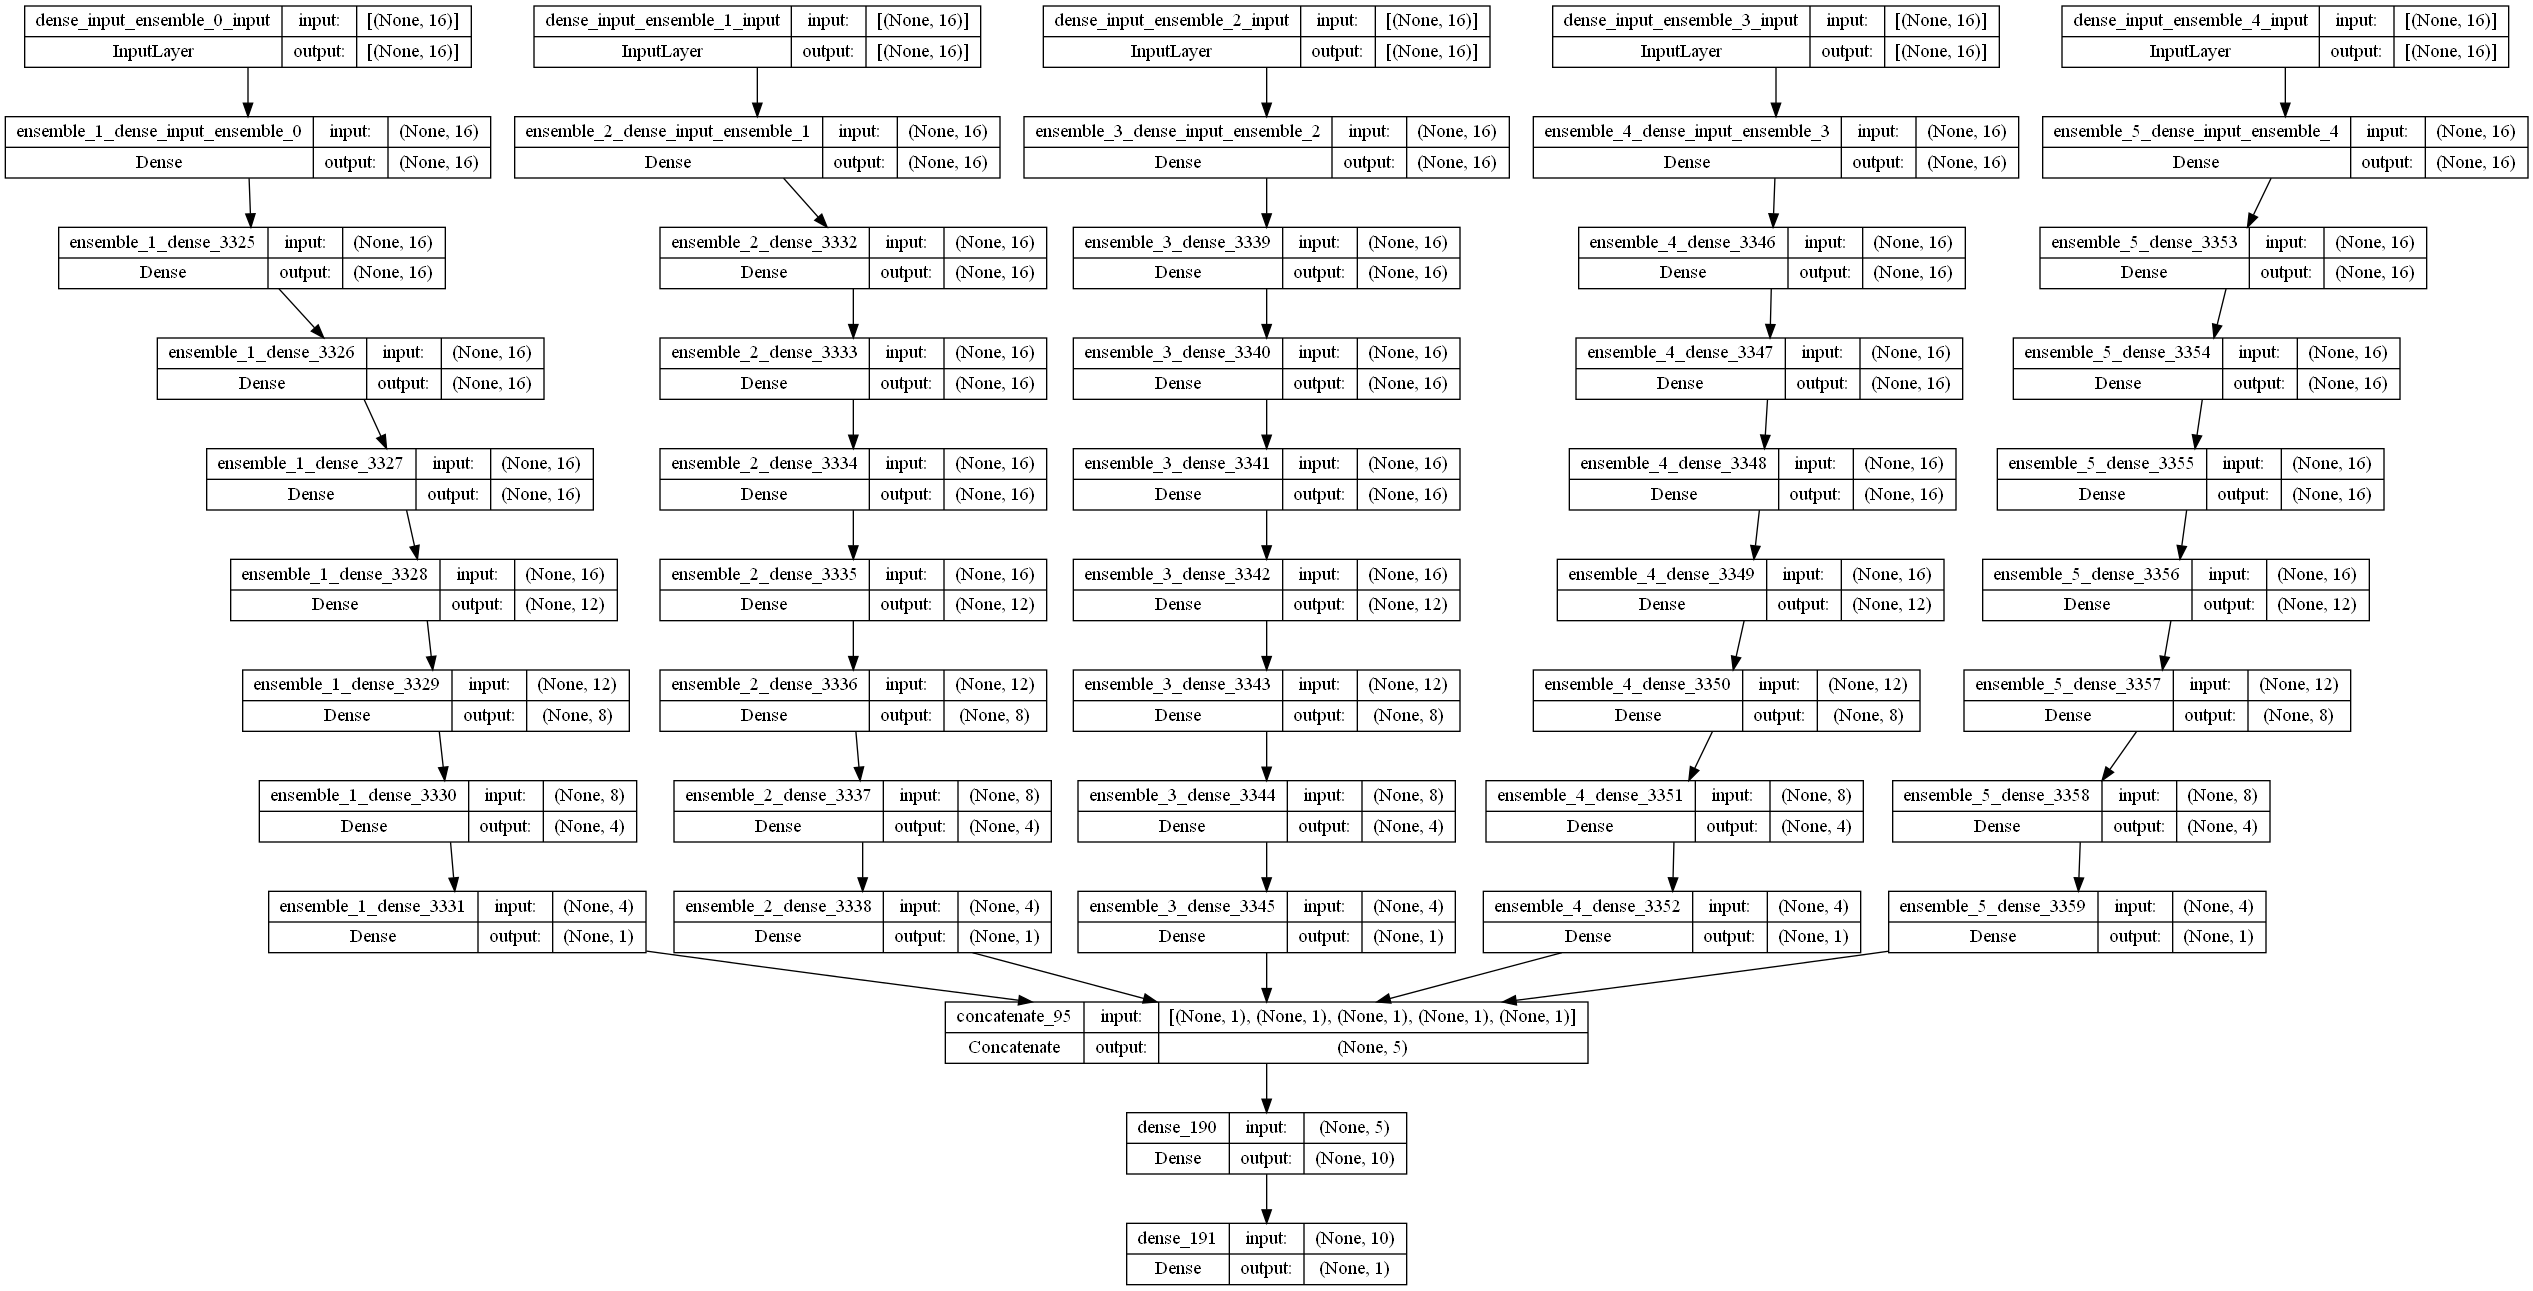 dense_input_ensemble_0_input input: [(None, 16)]
InputLayer output: [(None, 16)]
dense_input_ensemble_1_input input: [(None, 16)]
InputLayer output: [(None, 16)]
dense_input_ensemble_2_input input: [(None, 16)]
InputLayer output: [(None, 16)]
dense_input_ensemble_3_input input: [(None, 16)]
InputLayer output: [(None, 16)]
dense_input_ensemble_4_input input: [(None, 16)]
InputLayer output: [(None, 16)]
ensemble_1_dense_input_ensemble_0 input: (None, 16)
Dense output: (None, 16)
ensemble_2_dense_input_ensemble_1 input: (None, 16)
Dense output: (None, 16)
ensemble_3_dense_input_ensemble_2 input: (None, 16)
Dense output: (None, 16)
ensemble_4_dense_input_ensemble_3 input: (None, 16)
Dense output: (None, 16)
ensemble_5_dense_input_ensemble_4 input: (None, 16)
Dense output: (None, 16)
ensemble_1_dense_3325 input: (None, 16)
Dense output: (None, 16)
ensemble_2_dense_3332 input: (None, 16)
Dense output: (None, 16)
ensemble_3_dense_3339 input: (None, 16)
Dense output: (None, 16)
ensemble_4_dense_3346 input: (None, 16)
Dense output: (None, 16)
ensemble_5_dense_3353 input: (None, 16)
Dense output: (None, 16)
ensemble_1_dense_3326 input: (None, 16)
Dense output: (None, 16)
ensemble_2_dense_3333 input: (None, 16)
Dense output: (None, 16)
ensemble_3_dense_3340 input: (None, 16)
Dense output: (None, 16)
ensemble_4_dense_3347 input: (None, 16)
Dense output: (None, 16)
ensemble_5_dense_3354 input: (None, 16)
Dense output: (None, 16)
ensemble_1_dense_3327 input: (None, 16)
Dense output: (None, 16)
ensemble_2_dense_3334 input: (None, 16)
Dense output: (None, 16)
ensemble_3_dense_3341 input: (None, 16)
Dense output: (None, 16)
ensemble_4_dense_3348 input: (None, 16)
Dense output: (None, 16)
ensemble_5_dense_3355 input: (None, 16)
Dense output: (None, 16)
ensemble_1_dense_3328 input: (None, 16)
Dense output: (None, 12)
ensemble_2_dense_3335 input: (None, 16)
Dense output: (None, 12)
ensemble_3_dense_3342 input: (None, 16)
Dense output: (None, 12)
ensemble_4_dense_3349 input: (None, 16)
Dense output: (None, 12)
ensemble_5_dense_3356 input: (None, 16)
Dense output: (None, 12)
ensemble_1_dense_3329 input: (None, 12)
Dense output: (None, 8)
ensemble_2_dense_3336 input: (None, 12)
Dense output: (None, 8)
ensemble_3_dense_3343 input: (None, 12)
Dense output: (None, 8)
ensemble_4_dense_3350 input: (None, 12)
Dense output: (None, 8)
ensemble_5_dense_3357 input: (None, 12)
Dense output: (None, 8)
ensemble_1_dense_3330 input: (None, 8)
Dense output: (None, 4)
ensemble_2_dense_3337 input: (None, 8)
Dense output: (None, 4)
ensemble_3_dense_3344 input: (None, 8)
Dense output: (None, 4)
ensemble_4_dense_3351 input: (None, 8)
Dense output: (None, 4)
ensemble_5_dense_3358 input: (None, 8)
Dense output: (None, 4)
ensemble_1_dense_3331 input: (None, 4)
Dense output: (None, 1)
ensemble_2_dense_3338 input: (None, 4)
Dense output: (None, 1)
ensemble_3_dense_3345 input: (None, 4)
Dense output: (None, 1)
ensemble_4_dense_3352 input: (None, 4)
Dense output: (None, 1)
ensemble_5_dense_3359 input: (None, 4)
Dense output: (None, 1)
concatenate_95 input: [(None, 1), (None, 1), (None, 1), (None, 1), (None, 1)]
Concatenate output: (None, 5)
dense_190 input: (None, 5)
Dense output: (None, 10)
dense_191 input: (None, 10)
Dense output: (None, 1)